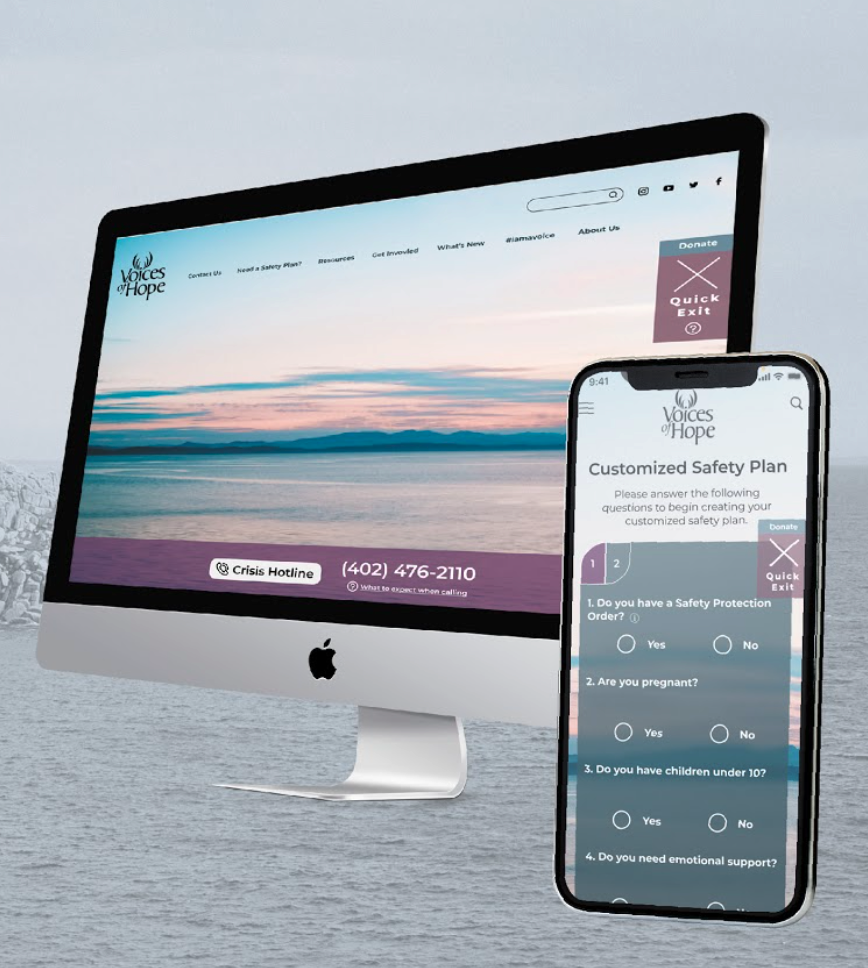 Voices
of Hope
Contact Us
Need a Safety Plan?
Resources
Get Invovled
What's New
#iamavoice
About Us
Donate
Quick
Exit
?
Crisis Hotline
(402) 476-2110
? What to expect when calling
9:41
Voices
of Hope
Customized Safety Plan
Please answer the following
questions to begin creating your
customized safety plan.
Donate
Quick
Exit
1 2
1. Do you have a Safety Protection
Order? i
Yes No
2. Are you pregnant?
Yes No
3. Do you have children under 10?
Yes No
4. Do you need emotional support?